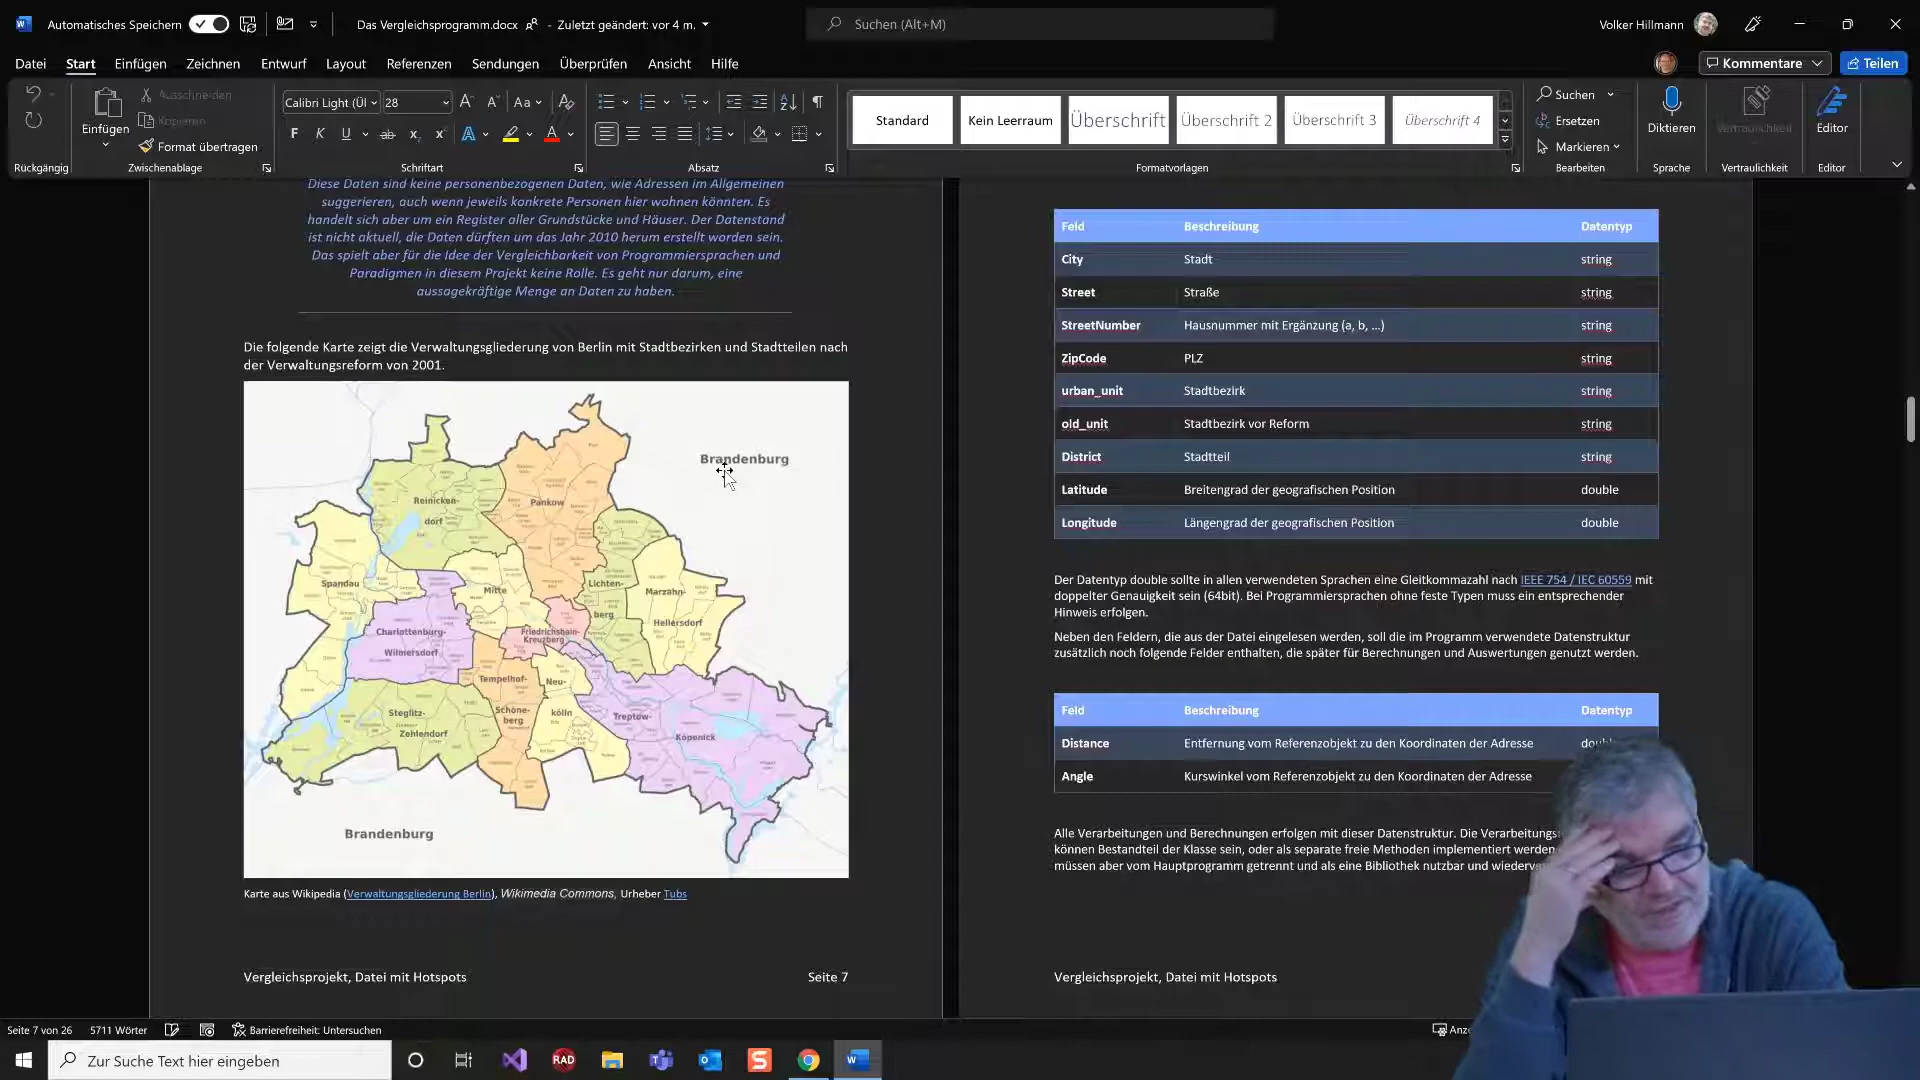 Automatisches Speichern
Das Vergleichsprogramm.docx - Zuletzt geändert: vor 4 m.
Suchen (Alt+M)
Volker Hillmann
Datei Start Einfügen Zeichnen Entwurf Layout Referenzen Sendungen Überprüfen Ansicht Hilfe
Kommentare Teilen
Einfügen
Ausschneiden
Kopieren
Format übertragen
Calibri Light (Ül 28
Aa
F K U ab x x A A
Standard Kein Leerraum Überschrift Überschrift 2 Überschrift 3 Überschrift 4
Suchen
Ersetzen
Markieren
Diktieren Vertraulichkeit Editor
Rückgängig Zwischenablage Schriftart Absatz Formatvorlagen Bearbeiten Sprache Vertraulichkeit Editor
Diese Daten sind keine personenbezogenen Daten, wie Adressen im Allgemeinen
suggerieren, auch wenn jeweils konkrete Personen hier wohnen könnten. Es
handelt sich aber um ein Register aller Grundstücke und Häuser. Der Datenstand
ist nicht aktuell, die Daten dürften um das Jahr 2010 herum erstellt worden sein.
Das spielt aber für die Idee der Vergleichbarkeit von Programmiersprachen und
Paradigmen in diesem Projekt keine Rolle. Es geht nur darum, eine
aussagekräftige Menge an Daten zu haben.
Die folgende Karte zeigt die Verwaltungsgliederung von Berlin mit Stadtbezirken und Stadtteilen nach
der Verwaltungsreform von 2001.
Brandenburg
Reinicken-
dorf
Pankow
Spandau
Mitte
Lichten-
berg
Marzahn-
Hellersdorf
Charlottenburg-
Wilmersdorf
Friedrichshain-
Kreuzberg
Tempelhof-
Schöne-
berg
Neu-
kölln
Steglitz-
Zehlendorf
Treptow-
Köpenick
Brandenburg
Karte aus Wikipedia (Verwaltungsgliederung Berlin), Wikimedia Commons, Urheber Tubs
Vergleichsprojekt, Datei mit Hotspots Seite 7
Feld Beschreibung Datentyp
City Stadt string
Street Straße string
StreetNumber Hausnummer mit Ergänzung (a, b, ...) string
ZipCode PLZ string
urban_unit Stadtbezirk string
old_unit Stadtbezirk vor Reform string
District Stadtteil string
Latitude Breitengrad der geografischen Position double
Longitude Längengrad der geografischen Position double
Der Datentyp double sollte in allen verwendeten Sprachen eine Gleitkommazahl nach IEEE 754 / IEC 60559 mit
doppelter Genauigkeit sein (64bit). Bei Programmiersprachen ohne feste Typen muss ein entsprechender
Hinweis erfolgen.
Neben den Feldern, die aus der Datei eingelesen werden, soll die im Programm verwendete Datenstruktur
zusätzlich noch folgende Felder enthalten, die später für Berechnungen und Auswertungen genutzt werden.
Feld Beschreibung Datentyp
Distance Entfernung vom Referenzobjekt zu den Koordinaten der Adresse
Angle Kurswinkel vom Referenzobjekt zu den Koordinaten der Adresse
Alle Verarbeitungen und Berechnungen erfolgen mit dieser Datenstruktur. Die
können Bestandteil der Klasse sein, oder als separate freie Methoden implementiert werden
müssen aber vom Hauptprogramm getrennt und als eine Bibliothek nutzbar und
Vergleichsprojekt, Datei mit Hotspots
Seite 7 von 26 5711 Wörter Barrierefreiheit: Untersuchen
Zur Suche Text hier eingeben
RAD